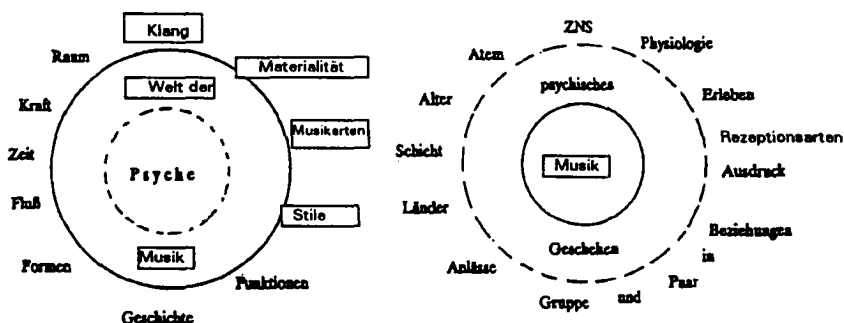 Klang
Raum
Materialität
Welt der
Kraft
Musikarten
Zeit
Psyche
Fluß
Stile
Musik
Formen
Funktionen
Geschichte
ZNS
Atem
Physiologie
psychisches
Alter
Erleben
Rezeptionsarten
Schicht
Musik
Ausdruck
Länder
Beziehungen
Geschehen
in
Anlässe
Paar
Gruppe
und